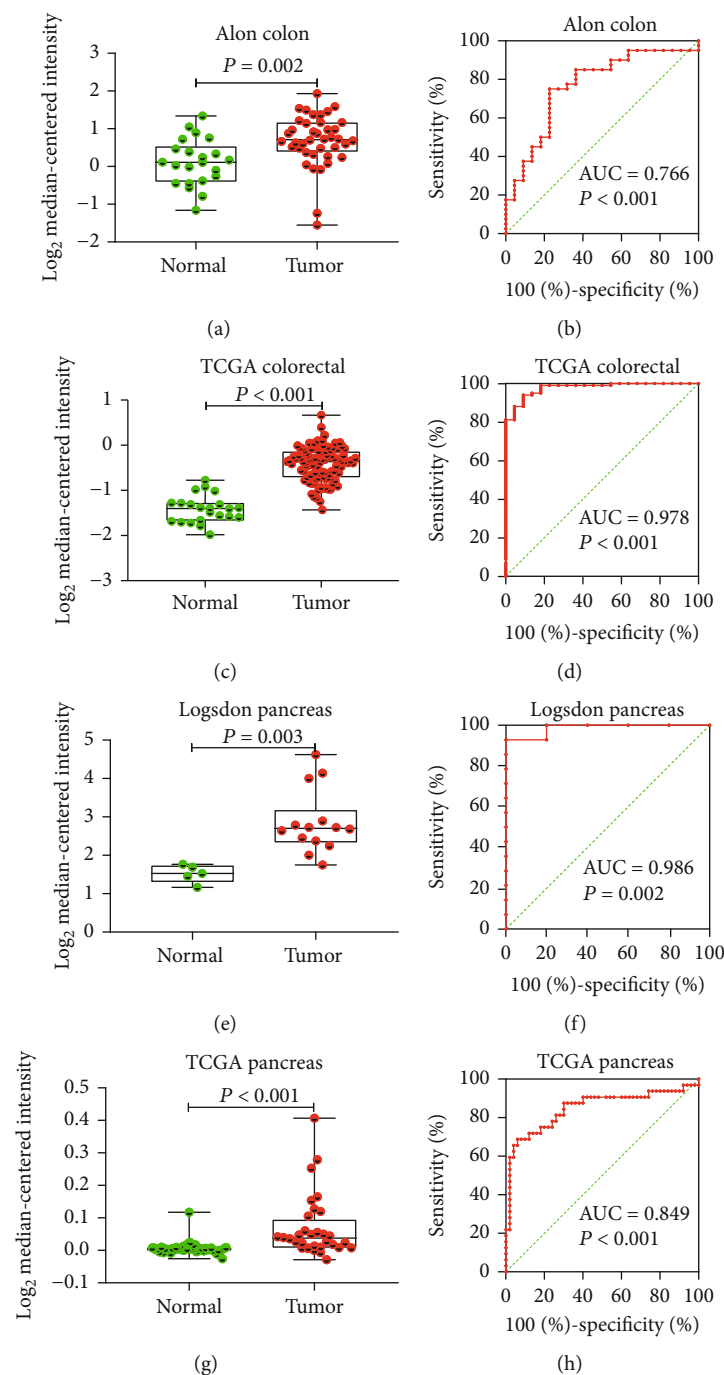 Alon colon
P = 0.002
Log2 median-centered intensity
3
2
1
0
−1
−2
Normal
Tumor
(a)
Alon colon
Sensitivity (%)
100
80
60
40
20
0
AUC = 0.766
P < 0.001
0
20
40
60
80
100
100 (%)-specificity (%)
(b)
TCGA colorectal
P < 0.001
Log2 median-centered intensity
1
−0
−1
−2
−3
Normal
Tumor
(c)
TCGA colorectal
Sensitivity (%)
100
80
60
40
20
0
AUC = 0.978
P < 0.001
0
20
40
60
80
100
100 (%)-specificity (%)
(d)
Logsdon pancreas
P = 0.003
Log2 median-centered intensity
5
4
3
2
1
0
Normal
Tumor
(e)
Logsdon pancreas
Sensitivity (%)
100
80
60
40
20
0
AUC = 0.986
P = 0.002
0
20
40
60
80
100
100 (%)-specificity (%)
(f)
TCGA pancreas
P < 0.001
Log2 median-centered intensity
0.5
0.4
0.3
0.2
0.1
0.0
−0.1
Normal
Tumor
(g)
TCGA pancreas
Sensitivity (%)
100
80
60
40
20
0
AUC = 0.849
P < 0.001
0
20
40
60
80
100
100 (%)-specificity (%)
(h)